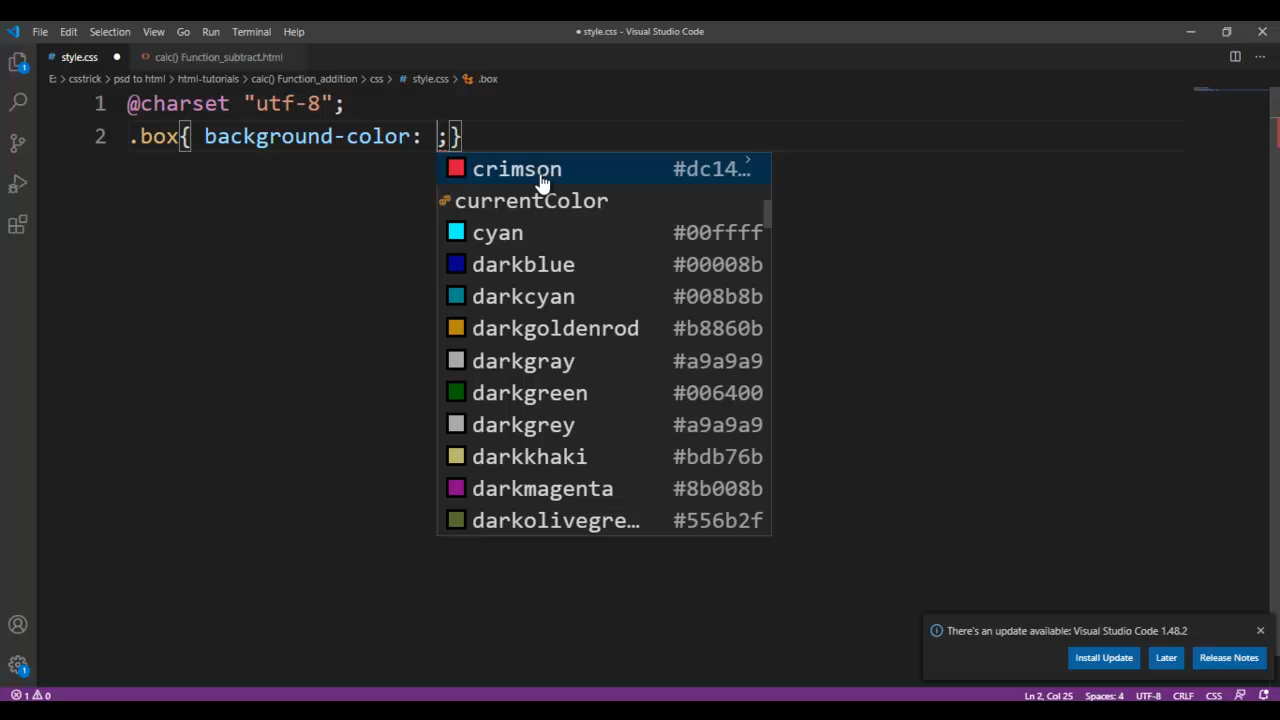 File Edit Selection View Go Run Terminal Help
● style.css - Visual Studio Code
# style.css ●
<> calc() Function_subtract.html
E: > csstrick > psd to html > html-tutorials > calc() Function_addition > css > # style.css > .box
1 @charset "utf-8";
2 .box{ background-color: ;}
crimson #dc14…
currentColor
cyan #00ffff
darkblue #00008b
darkcyan #008b8b
darkgoldenrod #b8860b
darkgray #a9a9a9
darkgreen #006400
darkgrey #a9a9a9
darkkhaki #bdb76b
darkmagenta #8b008b
darkolivegre… #556b2f
There's an update available: Visual Studio Code 1.48.2
Install Update Later Release Notes
1 0 Ln 2, Col 25 Spaces: 4 UTF-8 CRLF CSS